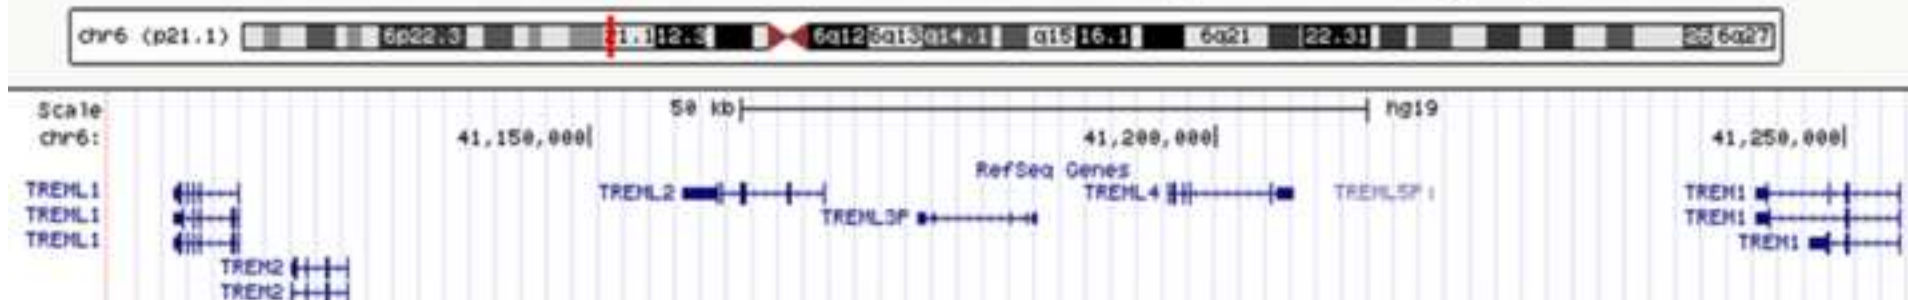 chr6 (p21.1) 6p22.3 21.1 12.3 6q12 6q13 q14.1 q15 16.1 6q21 22.31 26 6q27
Scale 50 kb hg19
chr6: 41,150,000 41,200,000 41,250,000
RefSeq Genes
TREML1 TREML2 TREML4 TREML5P TREM1
TREML1 TREML3P TREM1
TREML1 TREM1
TREM2
TREM2